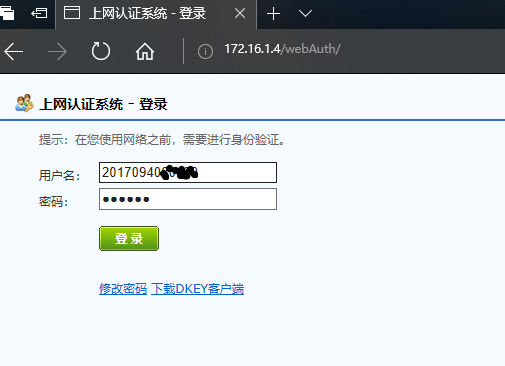 上网认证系统 - 登录
172.16.1.4/webAuth/
上网认证系统 - 登录
提示：在您使用网络之前，需要进行身份验证。
用户名：
密码： ••••••
登 录
修改密码 下载DKEY客户端